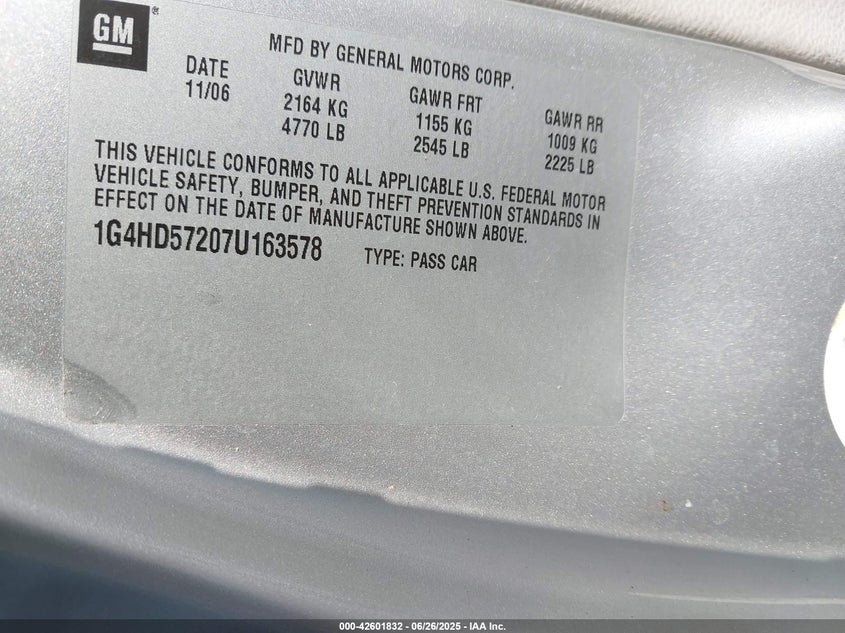 GM ®
MFD BY GENERAL MOTORS CORP.
DATE GVWR GAWR FRT GAWR RR
11/06 2164 KG 1155 KG 1009 KG
4770 LB 2545 LB 2225 LB
THIS VEHICLE CONFORMS TO ALL APPLICABLE U.S. FEDERAL MOTOR
VEHICLE SAFETY, BUMPER, AND THEFT PREVENTION STANDARDS IN
EFFECT ON THE DATE OF MANUFACTURE SHOWN ABOVE.
1G4HD57207U163578 TYPE: PASS CAR
000-42601832 - 06/26/2025 - IAA Inc.